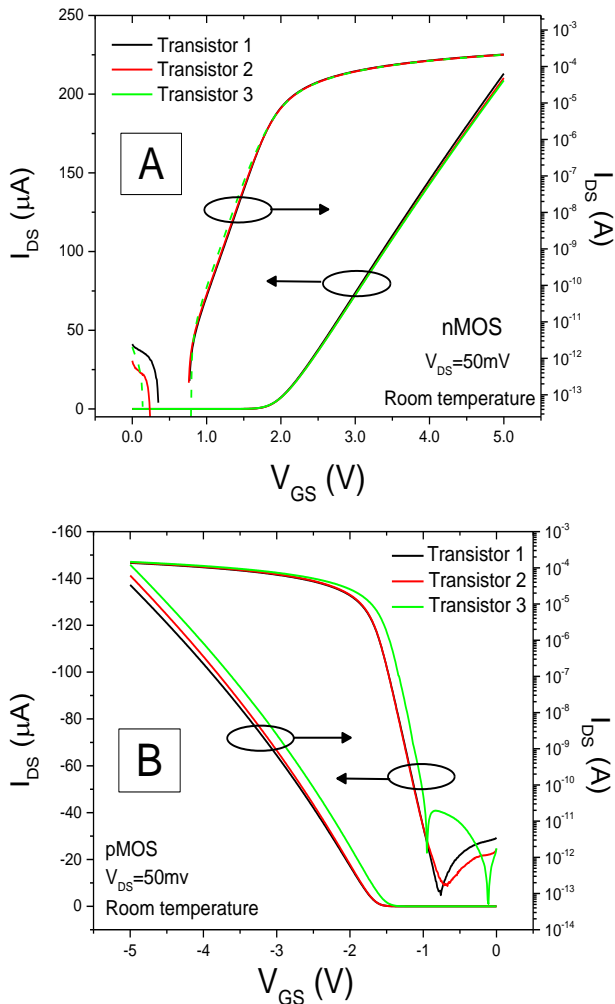 250
200
150
100
50
0
I_DS (μA)
Transistor 1
Transistor 2
Transistor 3
A
nMOS
V_DS=50mV
Room temperature
10^-3
10^-4
10^-5
10^-6
10^-7
10^-8
10^-9
10^-10
10^-11
10^-12
10^-13
I_DS (A)
0.0 1.0 2.0 3.0 4.0 5.0
V_GS (V)
-160
-140
-120
-100
-80
-60
-40
-20
0
I_DS (μA)
Transistor 1
Transistor 2
Transistor 3
B
pMOS
V_DS=50mv
Room temperature
10^-3
10^-4
10^-5
10^-6
10^-7
10^-8
10^-9
10^-10
10^-11
10^-12
10^-13
10^-14
I_DS (A)
-5 -4 -3 -2 -1 0
V_GS (V)